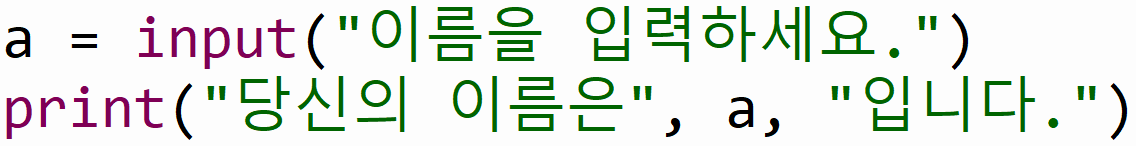 a = input("이름을 입력하세요.")
print("당신의 이름은", a, "입니다.")